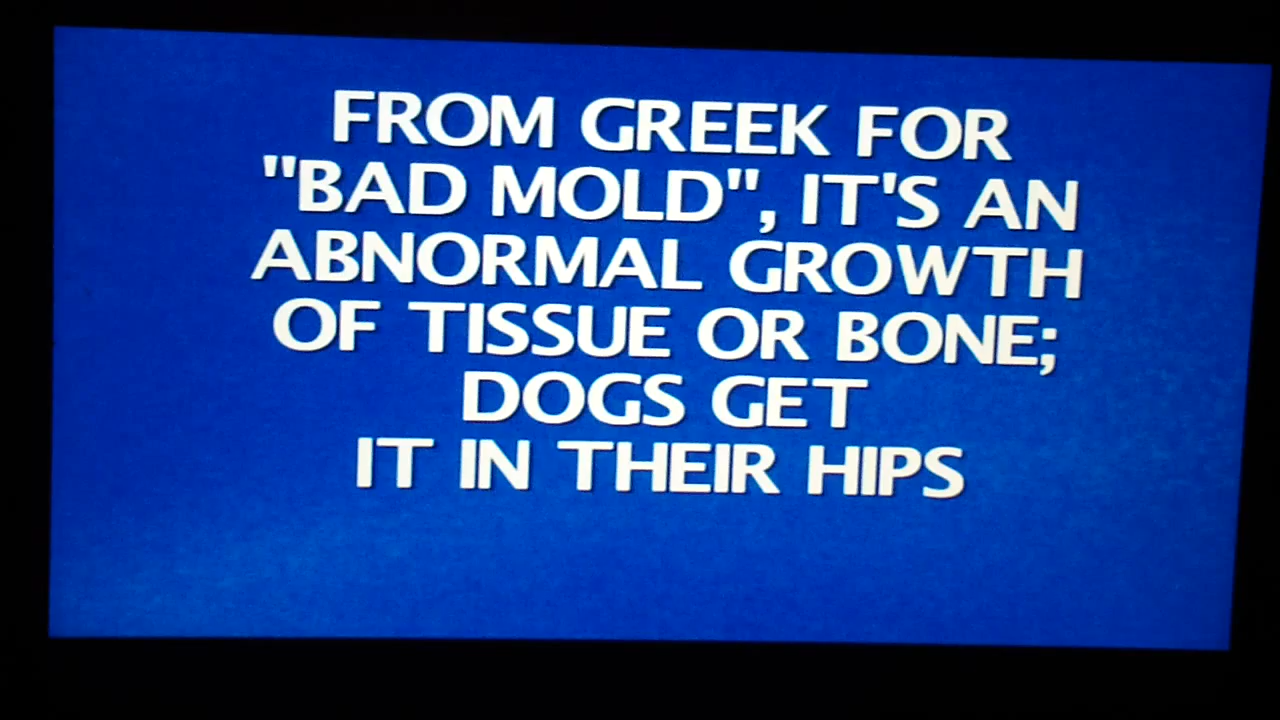 FROM GREEK FOR
"BAD MOLD", IT'S AN
ABNORMAL GROWTH
OF TISSUE OR BONE;
DOGS GET
IT IN THEIR HIPS